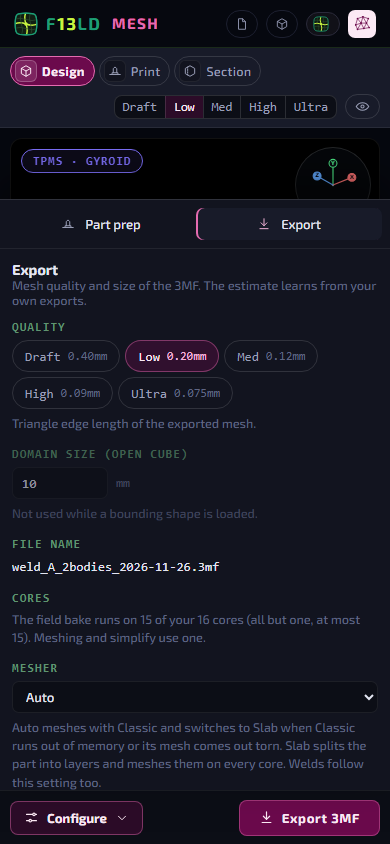 F13LD MESH
Design Print Section
Draft Low Med High Ultra
TPMS · GYROID
Y
Z X
Part prep Export
Export
Mesh quality and size of the 3MF. The estimate learns from your
own exports.
QUALITY
Draft 0.40mm Low 0.20mm Med 0.12mm
High 0.09mm Ultra 0.075mm
Triangle edge length of the exported mesh.
DOMAIN SIZE (OPEN CUBE)
10 mm
Not used while a bounding shape is loaded.
FILE NAME
weld_A_2bodies_2026-11-26.3mf
CORES
The field bake runs on 15 of your 16 cores (all but one, at most
15). Meshing and simplify use one.
MESHER
Auto
Auto meshes with Classic and switches to Slab when Classic
runs out of memory or its mesh comes out torn. Slab splits the
part into layers and meshes them on every core. Welds follow
this setting too.
Configure Export 3MF